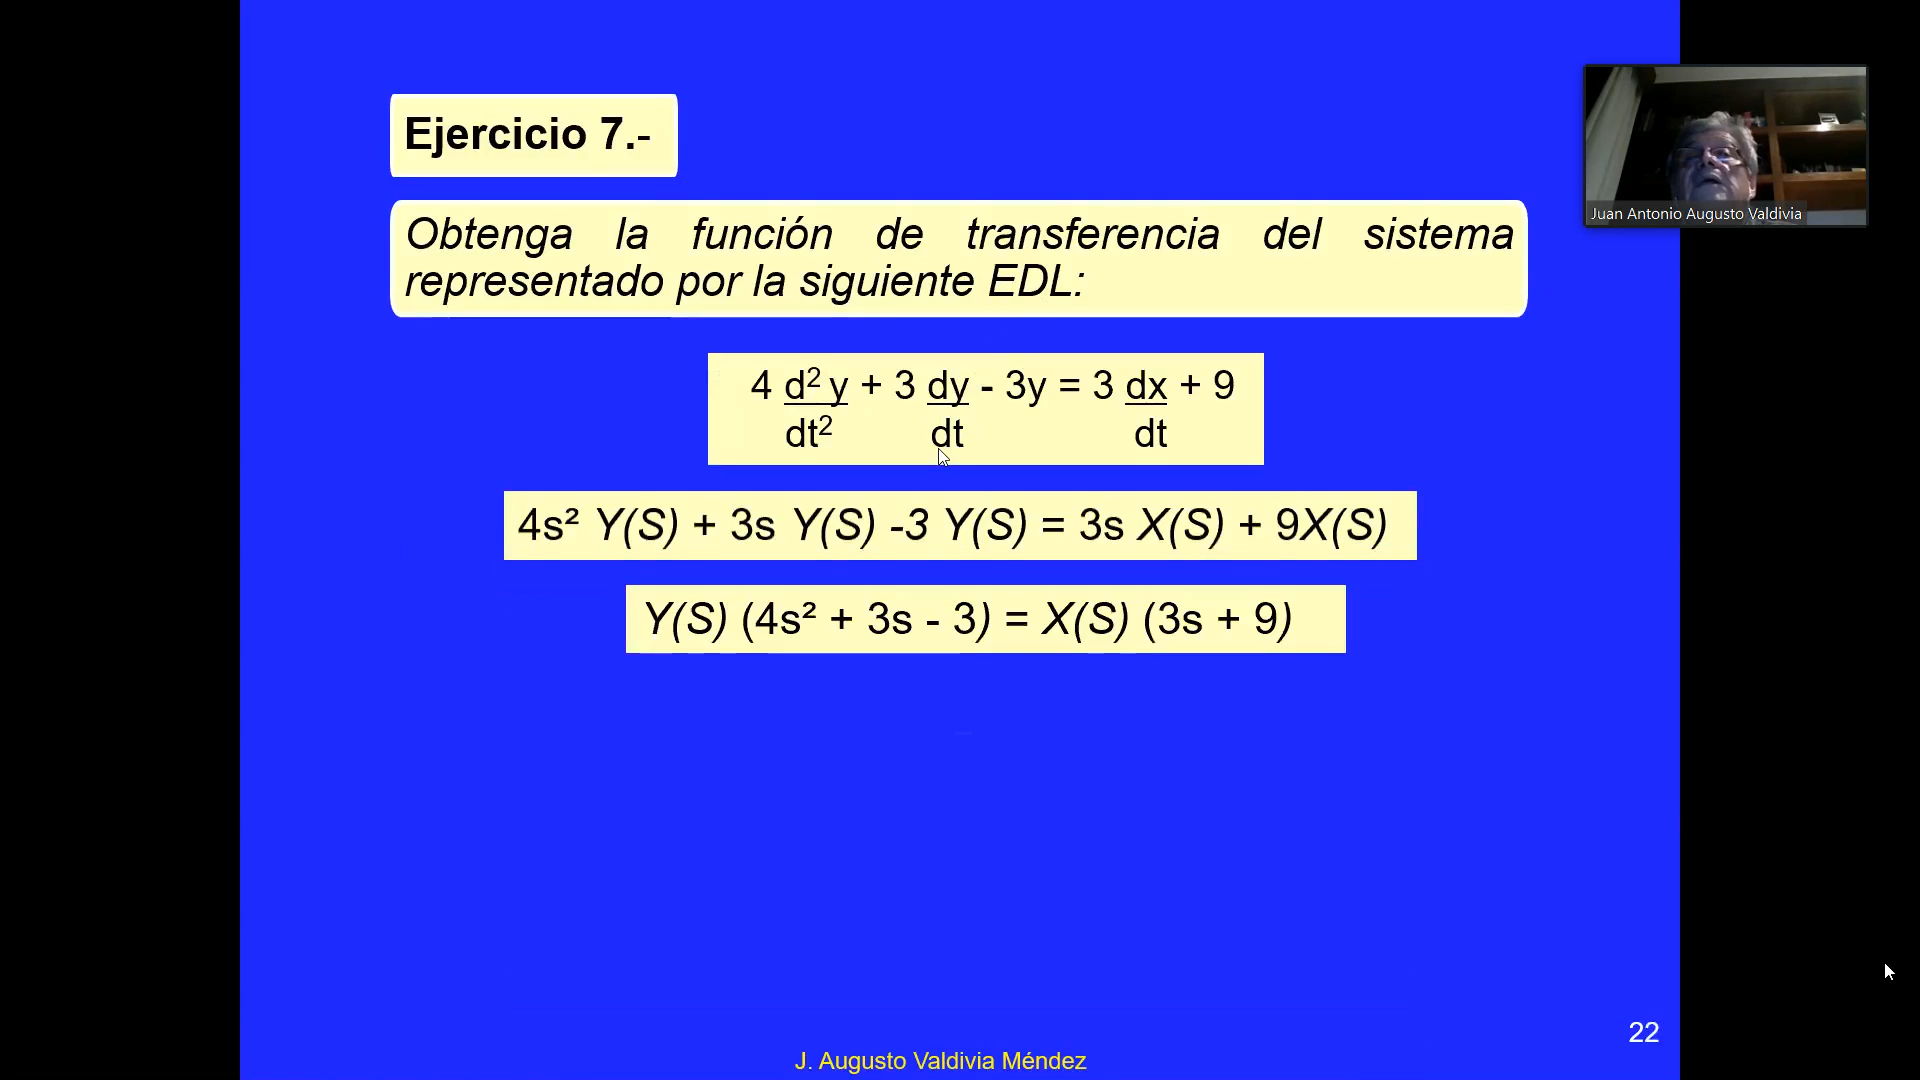 Ejercicio 7.-
Obtenga la función de transferencia del sistema
representado por la siguiente EDL:
4 d² y + 3 dy - 3y = 3 dx + 9
dt² dt dt
4s² Y(S) + 3s Y(S) -3 Y(S) = 3s X(S) + 9X(S)
Y(S) (4s² + 3s - 3) = X(S) (3s + 9)
Juan Antonio Augusto Valdivia
22
J. Augusto Valdivia Méndez